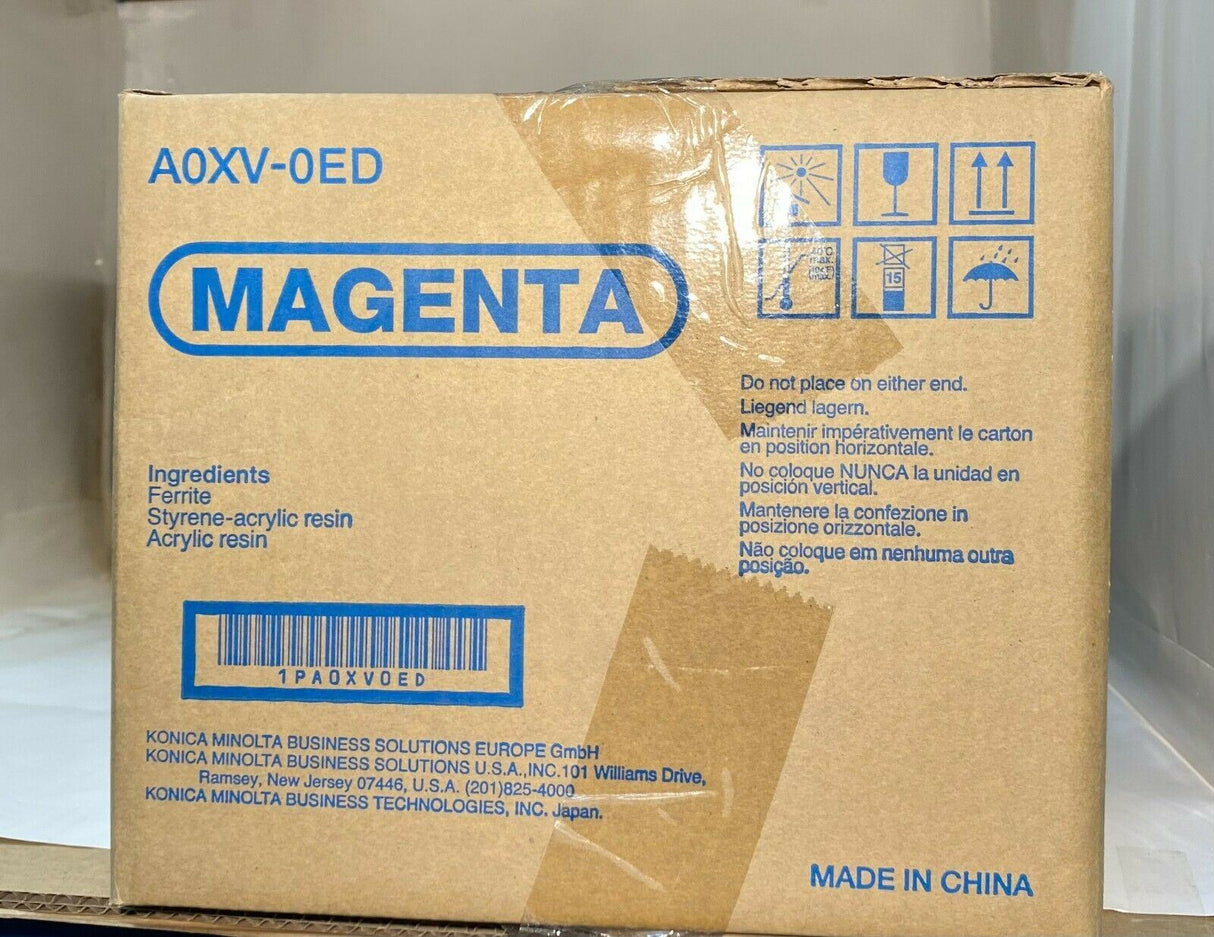 A0XV-0ED
MAGENTA
40°C
max.
15
Do not place on either end.
Liegend lagern.
Maintenir impérativement le carton
en position horizontale.
No coloque NUNCA la unidad en
posición vertical.
Mantenere la confezione in
posizione orizzontale.
Não coloque em nenhuma outra
posição.
Ingredients
Ferrite
Styrene-acrylic resin
Acrylic resin
1PA0XV0ED
KONICA MINOLTA BUSINESS SOLUTIONS EUROPE GmbH
KONICA MINOLTA BUSINESS SOLUTIONS U.S.A.,INC.101 Williams Drive,
Ramsey, New Jersey 07446, U.S.A. (201)825-4000
KONICA MINOLTA BUSINESS TECHNOLOGIES, INC. Japan.
MADE IN CHINA